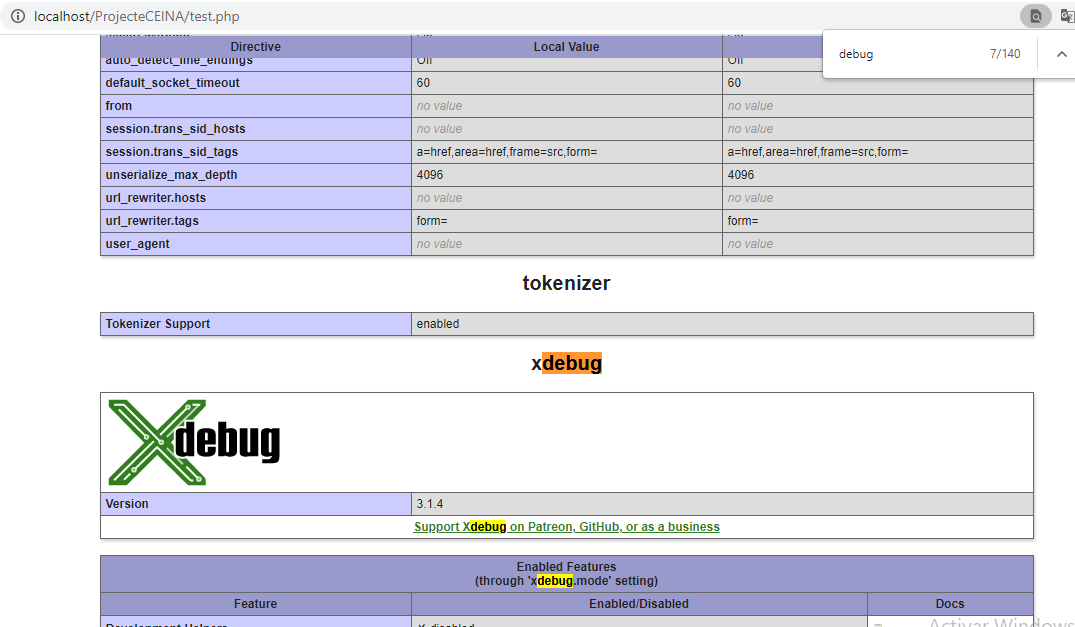 localhost/ProjecteCEINA/test.php
debug 7/140
Directive Local Value
auto_detect_line_endings Off Off
default_socket_timeout 60 60
from no value no value
session.trans_sid_hosts no value no value
session.trans_sid_tags a=href,area=href,frame=src,form= a=href,area=href,frame=src,form=
unserialize_max_depth 4096 4096
url_rewriter.hosts no value no value
url_rewriter.tags form= form=
user_agent no value no value
tokenizer
Tokenizer Support enabled
xdebug
Xdebug
Version 3.1.4
Support Xdebug on Patreon, GitHub, or as a business
Enabled Features
(through 'xdebug.mode' setting)
Feature Enabled/Disabled Docs
Development Helpers ✘ disabled
Activar Windows